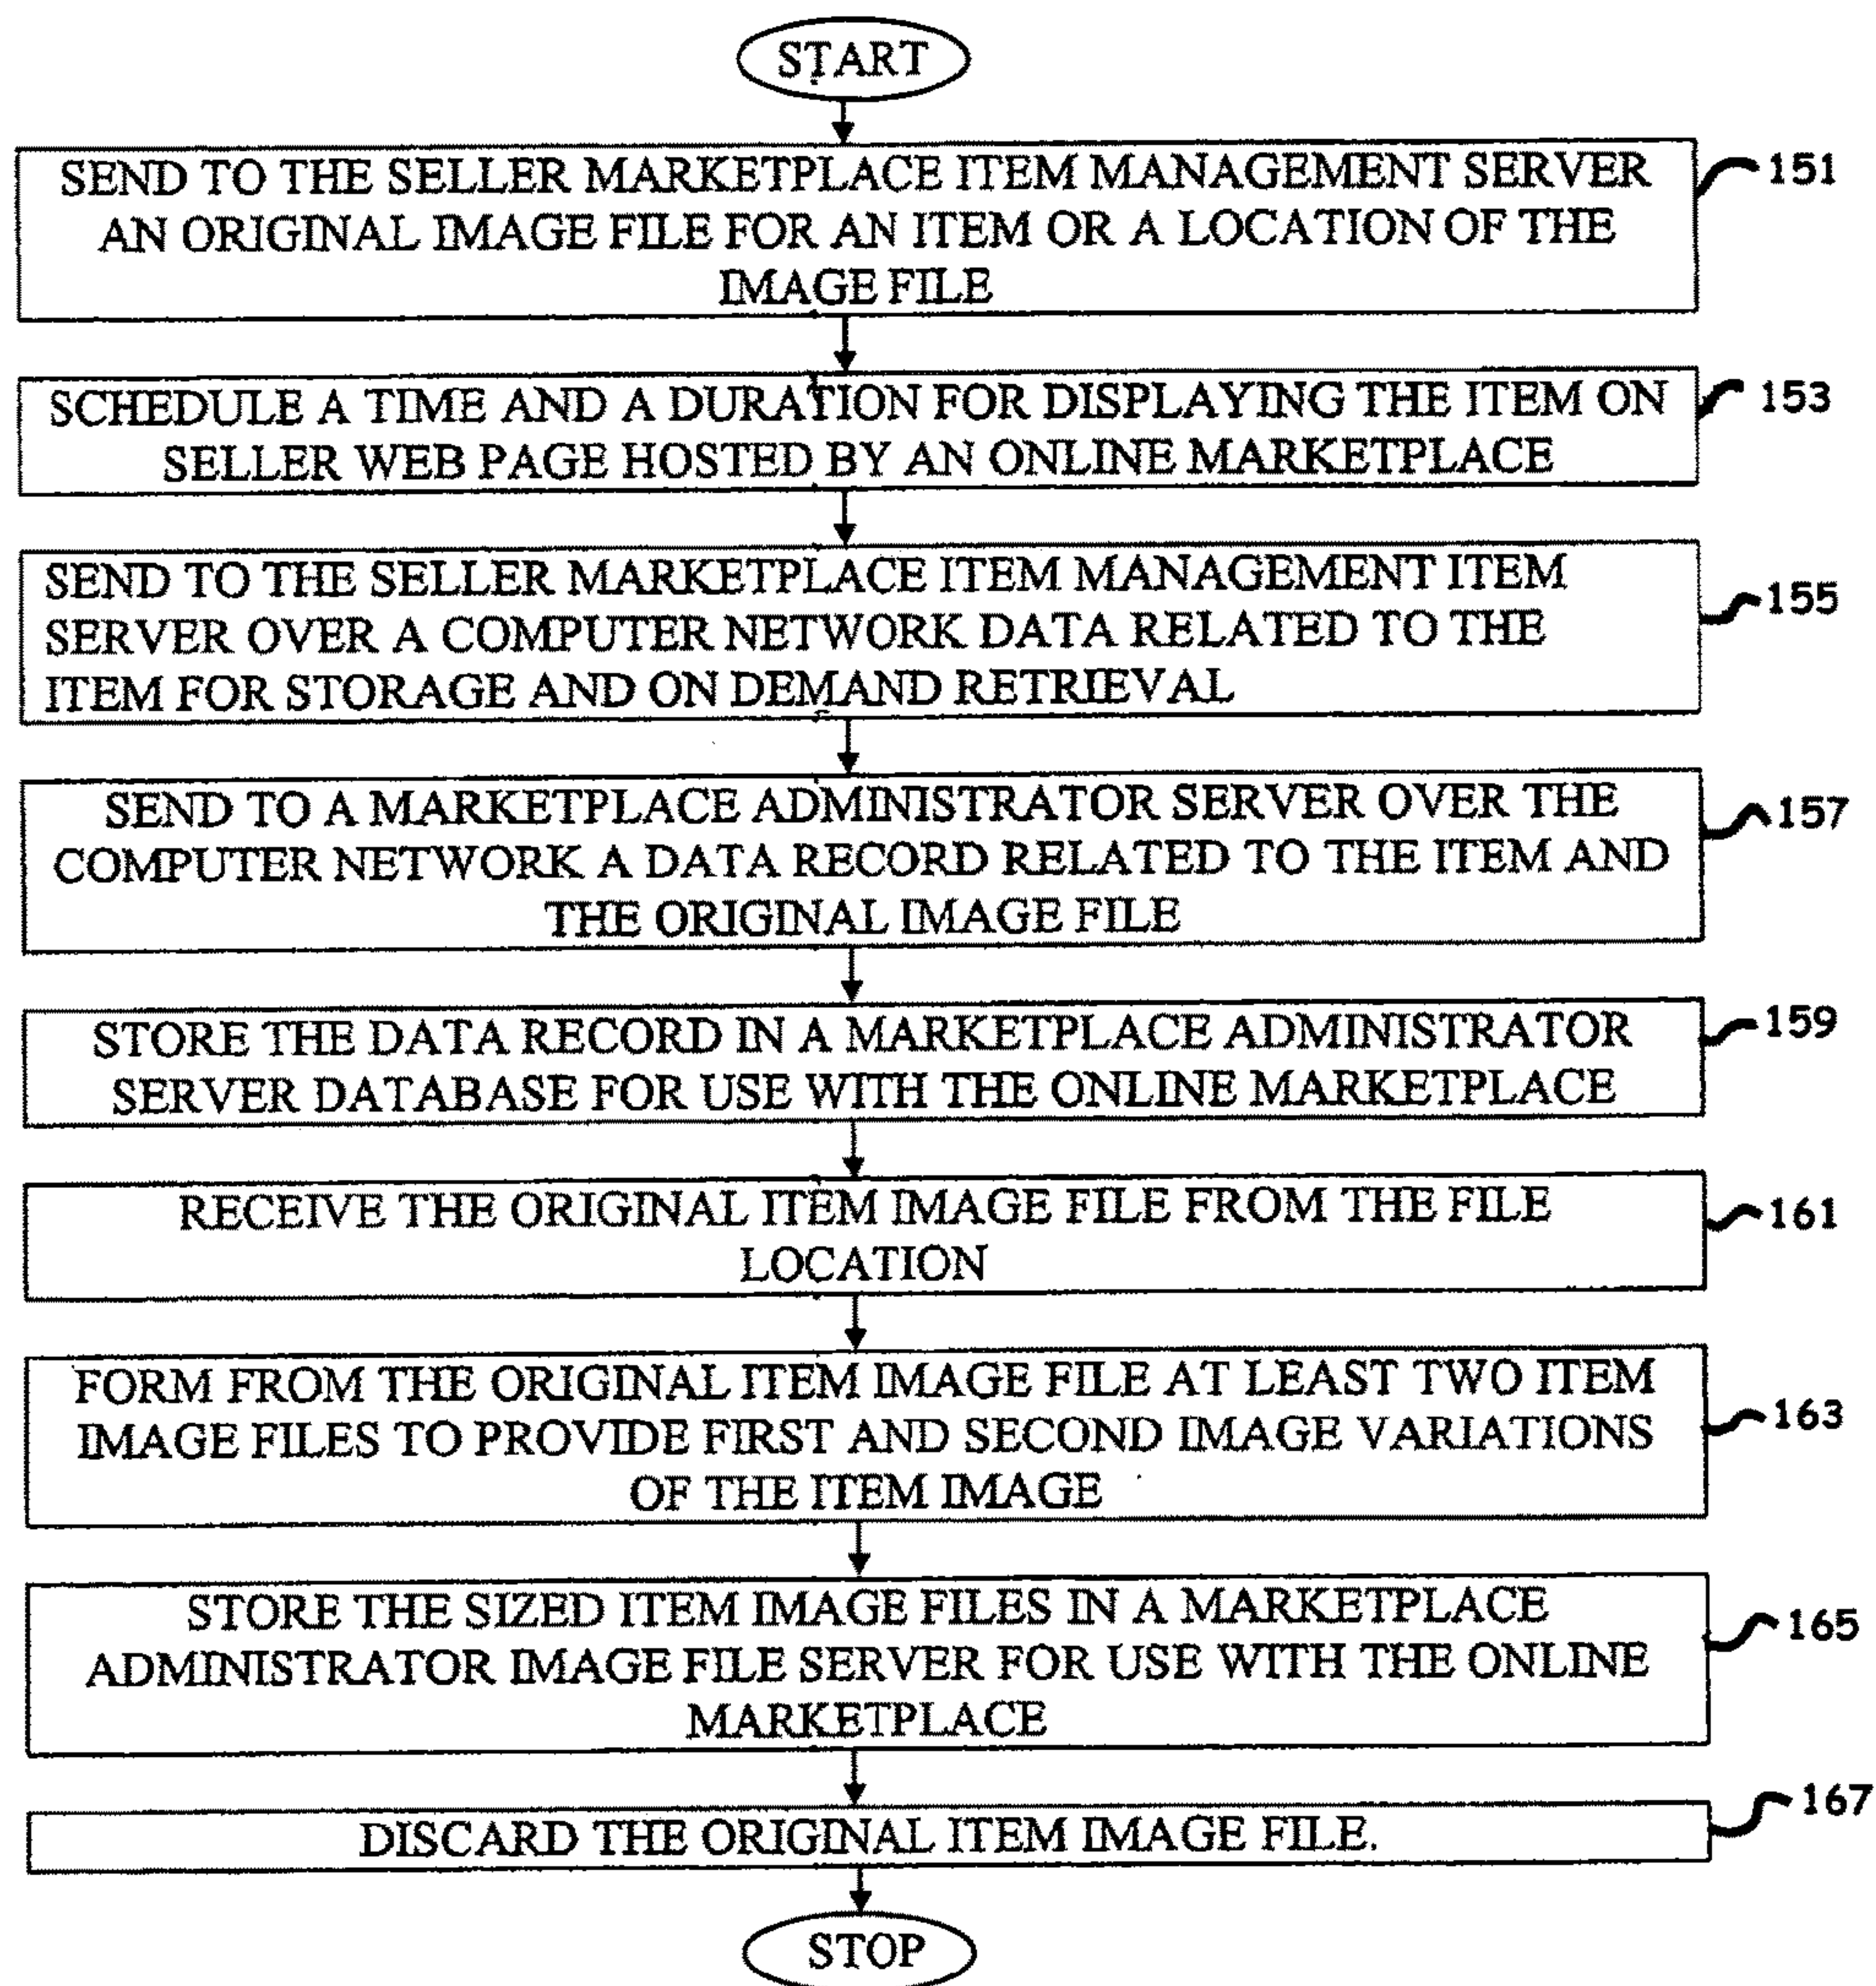 START
SEND TO THE SELLER MARKETPLACE ITEM MANAGEMENT SERVER
AN ORIGINAL IMAGE FILE FOR AN ITEM OR A LOCATION OF THE
IMAGE FILE
151
SCHEDULE A TIME AND A DURATION FOR DISPLAYING THE ITEM ON
SELLER WEB PAGE HOSTED BY AN ONLINE MARKETPLACE
153
SEND TO THE SELLER MARKETPLACE ITEM MANAGEMENT ITEM
SERVER OVER A COMPUTER NETWORK DATA RELATED TO THE
ITEM FOR STORAGE AND ON DEMAND RETRIEVAL
155
SEND TO A MARKETPLACE ADMINISTRATOR SERVER OVER THE
COMPUTER NETWORK A DATA RECORD RELATED TO THE ITEM AND
THE ORIGINAL IMAGE FILE
157
STORE THE DATA RECORD IN A MARKETPLACE ADMINISTRATOR
SERVER DATABASE FOR USE WITH THE ONLINE MARKETPLACE
159
RECEIVE THE ORIGINAL ITEM IMAGE FILE FROM THE FILE
LOCATION
161
FORM FROM THE ORIGINAL ITEM IMAGE FILE AT LEAST TWO ITEM
IMAGE FILES TO PROVIDE FIRST AND SECOND IMAGE VARIATIONS
OF THE ITEM IMAGE
163
STORE THE SIZED ITEM IMAGE FILES IN A MARKETPLACE
ADMINISTRATOR IMAGE FILE SERVER FOR USE WITH THE ONLINE
MARKETPLACE
165
DISCARD THE ORIGINAL ITEM IMAGE FILE.
167
STOP